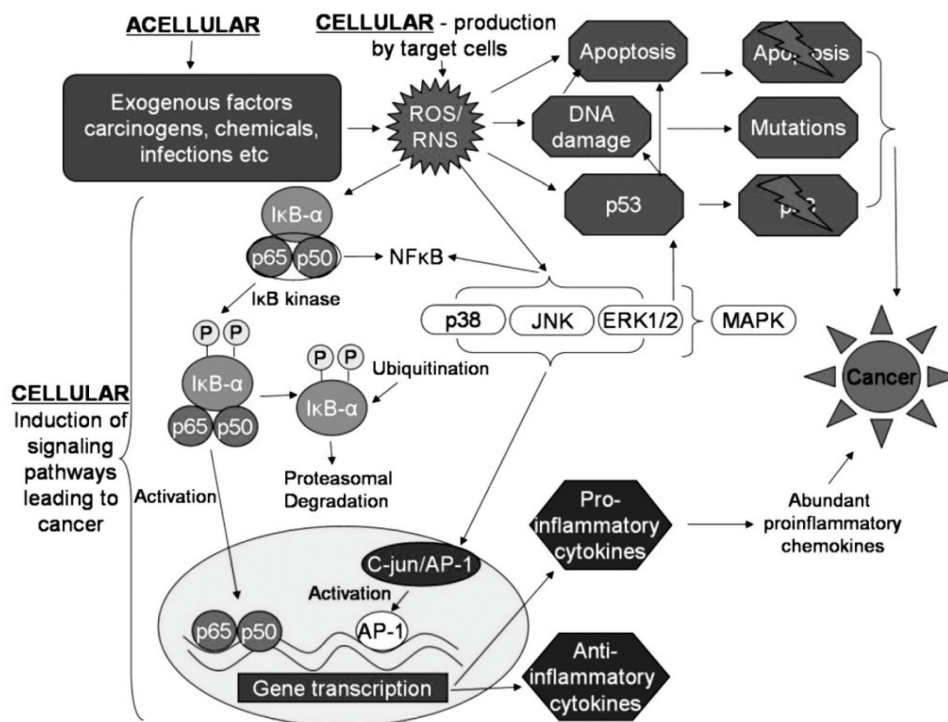 ACELLULAR
CELLULAR - production
by target cells
Exogenous factors
carcinogens, chemicals,
infections etc
ROS/
RNS
Apoptosis
Apoptosis
DNA
damage
Mutations
p53
p53
IκB-α
p65 p50
NFκB
IκB kinase
p38
JNK
ERK1/2
MAPK
Cancer
P P
IκB-α
p65 p50
P P
IκB-α
Ubiquitination
Proteasomal
Degradation
CELLULAR
Induction of
signaling
pathways
leading to
cancer
Activation
C-jun/AP-1
Activation
AP-1
p65 p50
Gene transcription
Pro-
inflammatory
cytokines
Abundant
proinflammatory
chemokines
Anti-
inflammatory
cytokines